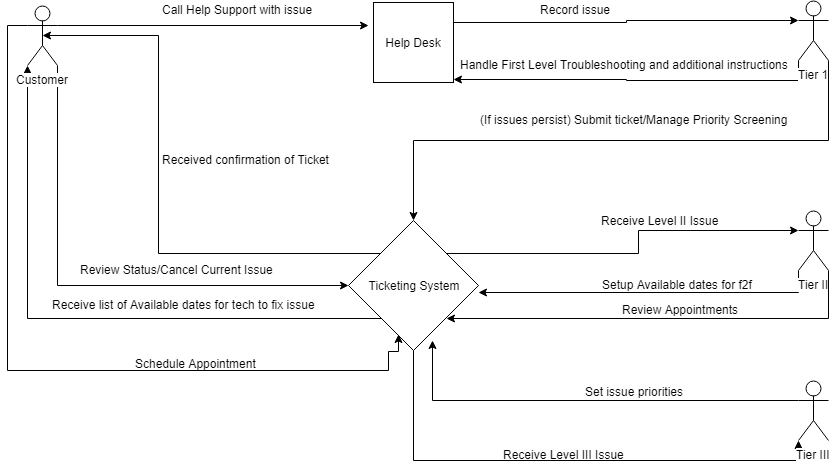 Call Help Support with issue
Record issue
Help Desk
Handle First Level Troubleshooting and additional instructions
Customer
Tier 1
(If issues persist) Submit ticket/Manage Priority Screening
Received confirmation of Ticket
Receive Level II Issue
Review Status/Cancel Current Issue
Ticketing System
Setup Available dates for f2f
Tier II
Receive list of Available dates for tech to fix issue
Review Appointments
Schedule Appointment
Set issue priorities
Receive Level III Issue
Tier III